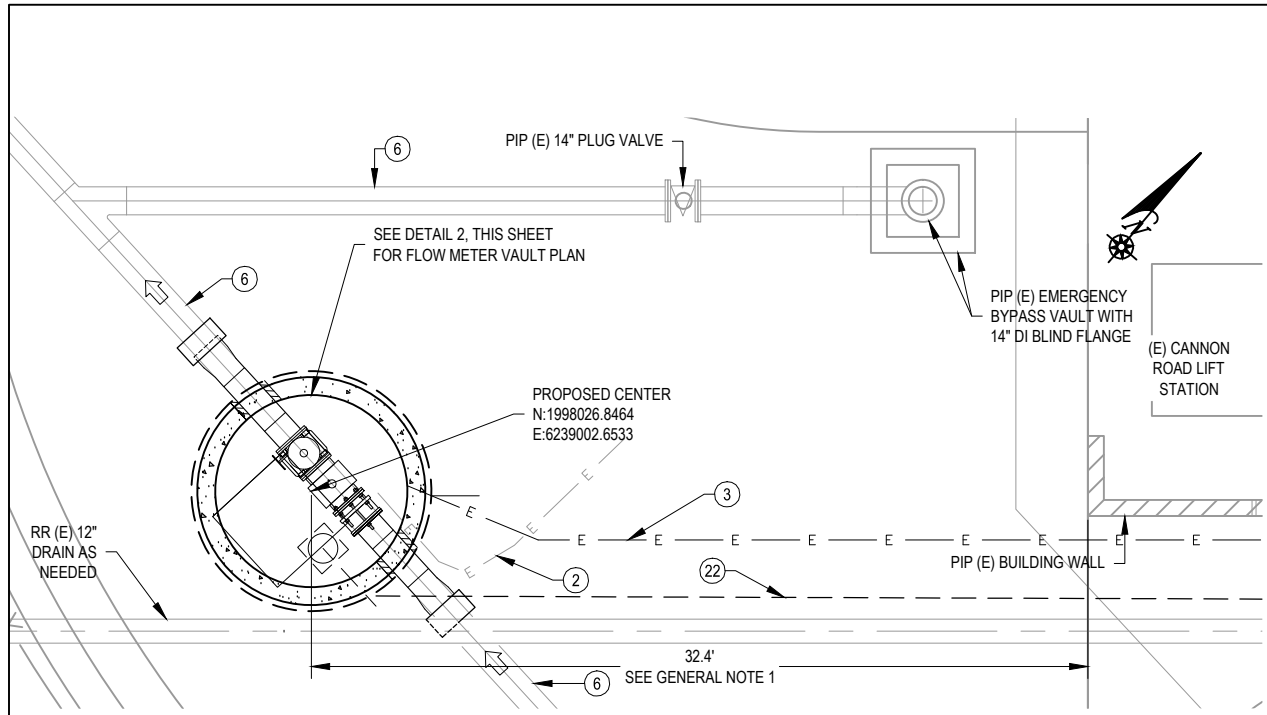 6
PIP (E) 14" PLUG VALVE
SEE DETAIL 2, THIS SHEET
FOR FLOW METER VAULT PLAN
6
N
PIP (E) EMERGENCY
BYPASS VAULT WITH
14" DI BLIND FLANGE
(E) CANNON
ROAD LIFT
STATION
PROPOSED CENTER
N:1998026.8464
E:6239002.6533
E
3
E
E
RR (E) 12"
DRAIN AS
NEEDED
E
E E E E E E E E E
E
2
22
PIP (E) BUILDING WALL
32.4'
SEE GENERAL NOTE 1
6